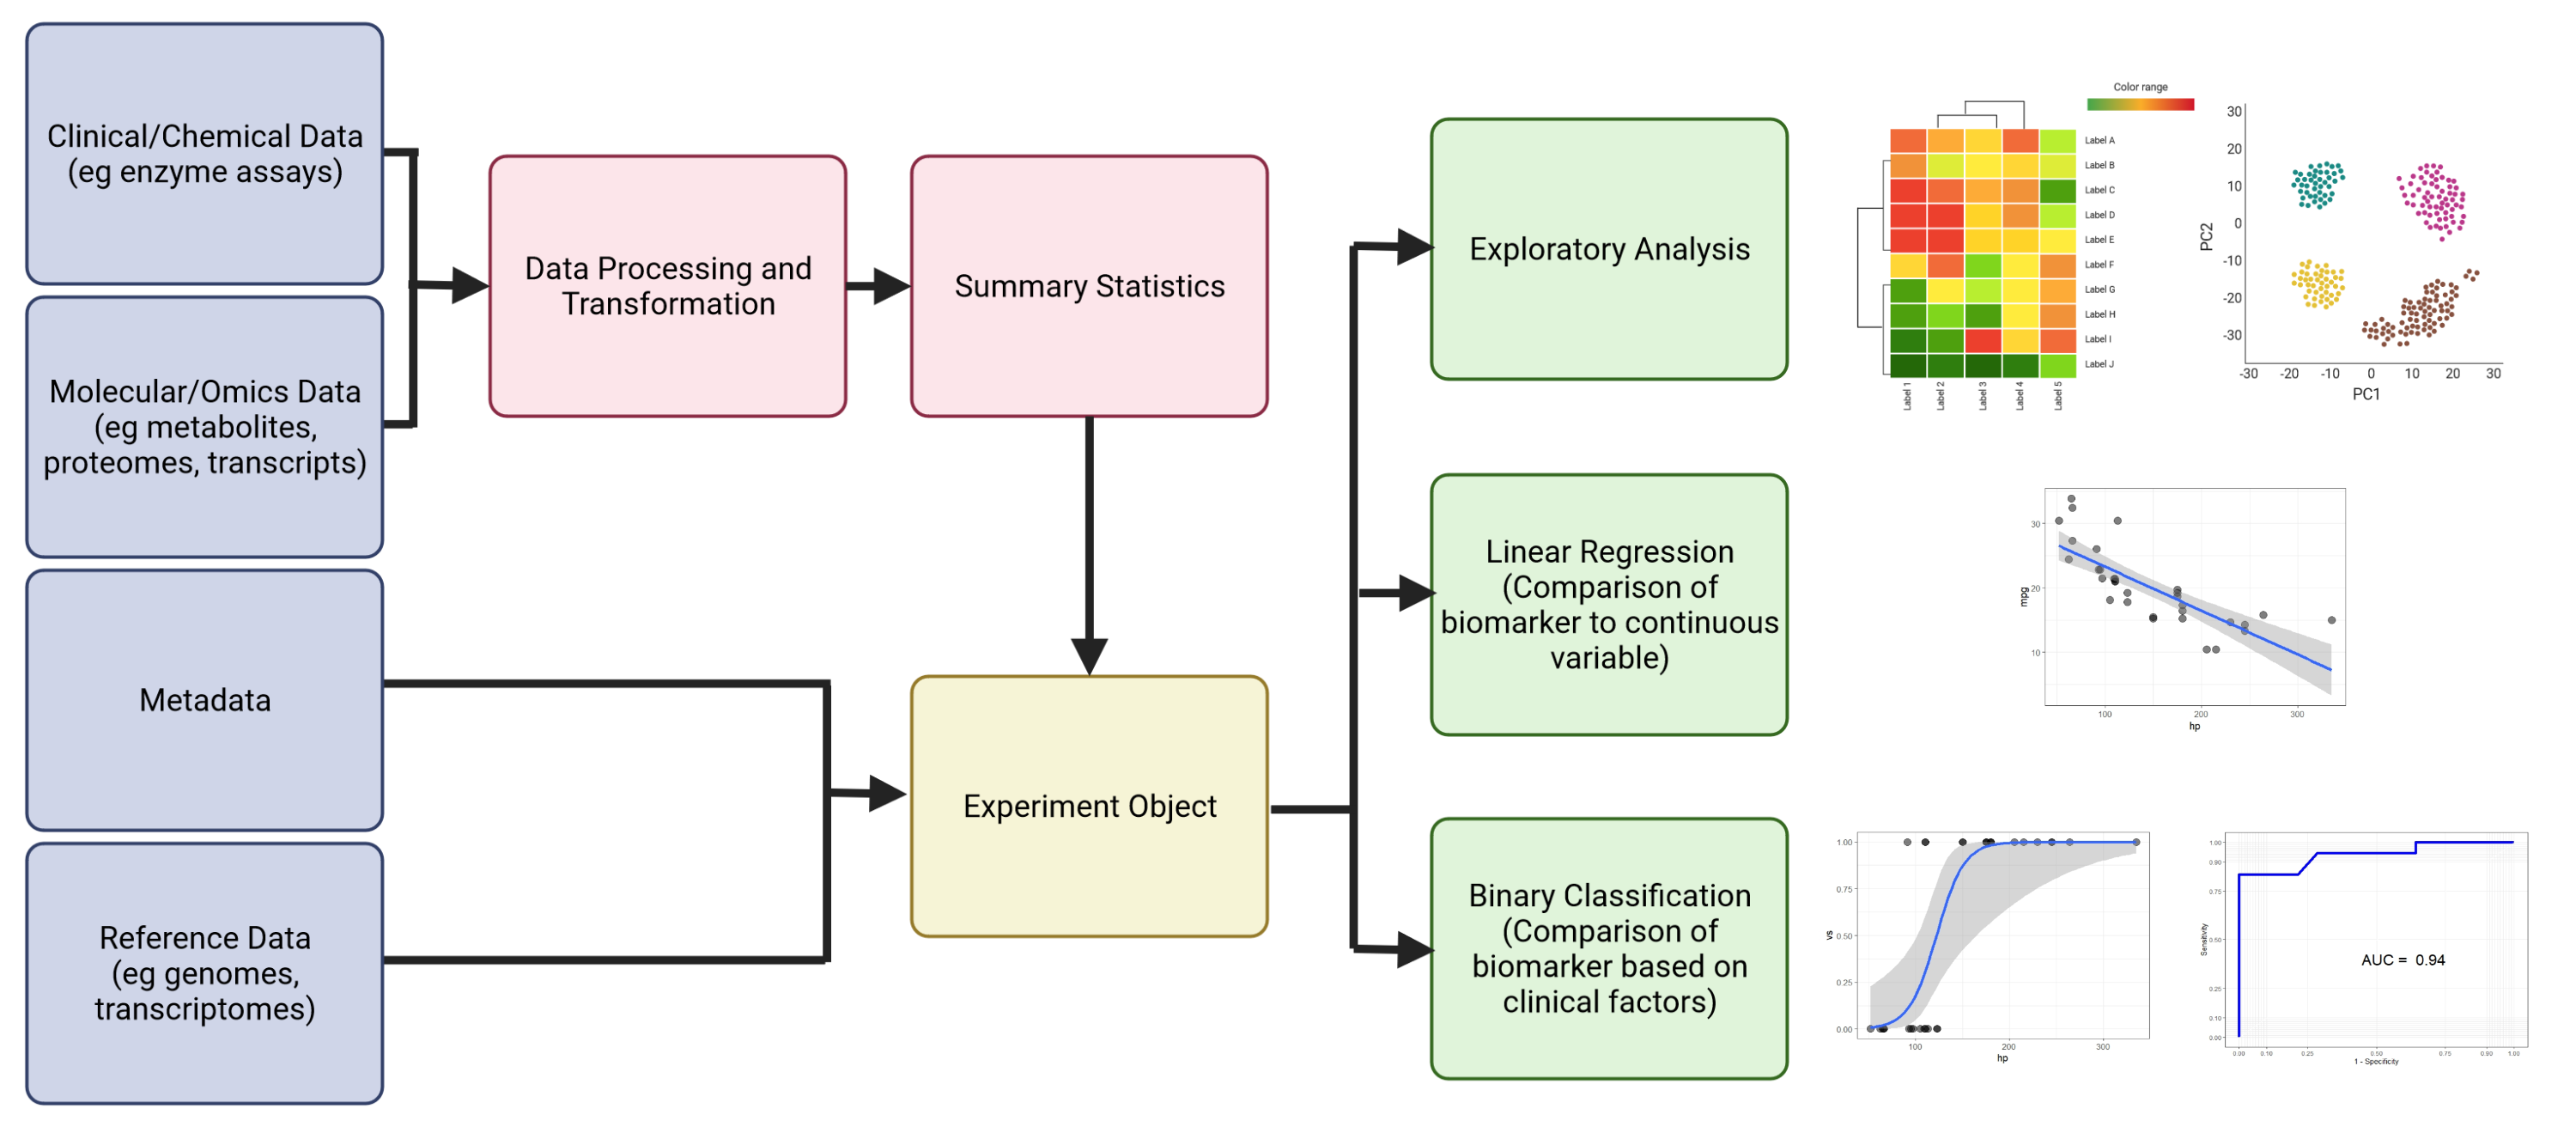 Clinical/Chemical Data
(eg enzyme assays)
Molecular/Omics Data
(eg metabolites,
proteomes, transcripts)
Metadata
Reference Data
(eg genomes,
transcriptomes)
Data Processing and
Transformation
Summary Statistics
Experiment Object
Exploratory Analysis
Linear Regression
(Comparison of
biomarker to continuous
variable)
Binary Classification
(Comparison of
biomarker based on
clinical factors)
Color range
Label A
Label B
Label C
Label D
Label E
Label F
Label G
Label H
Label I
Label J
Label 1
Label 2
Label 3
Label 4
Label 5
PC2
30
20
10
0
-10
-20
-30
-30 -20 -10 0 10 20 30
PC1
mpg
30
20
10
100 200 300
hp
vs
1.00
0.75
0.50
0.25
0.00
100 200 300
hp
Sensitivity
1.00
0.90
0.75
0.50
0.25
0.10
0.00
AUC = 0.94
0.00 0.10 0.25 0.50 0.75 0.90 1.00
1 - Specificity